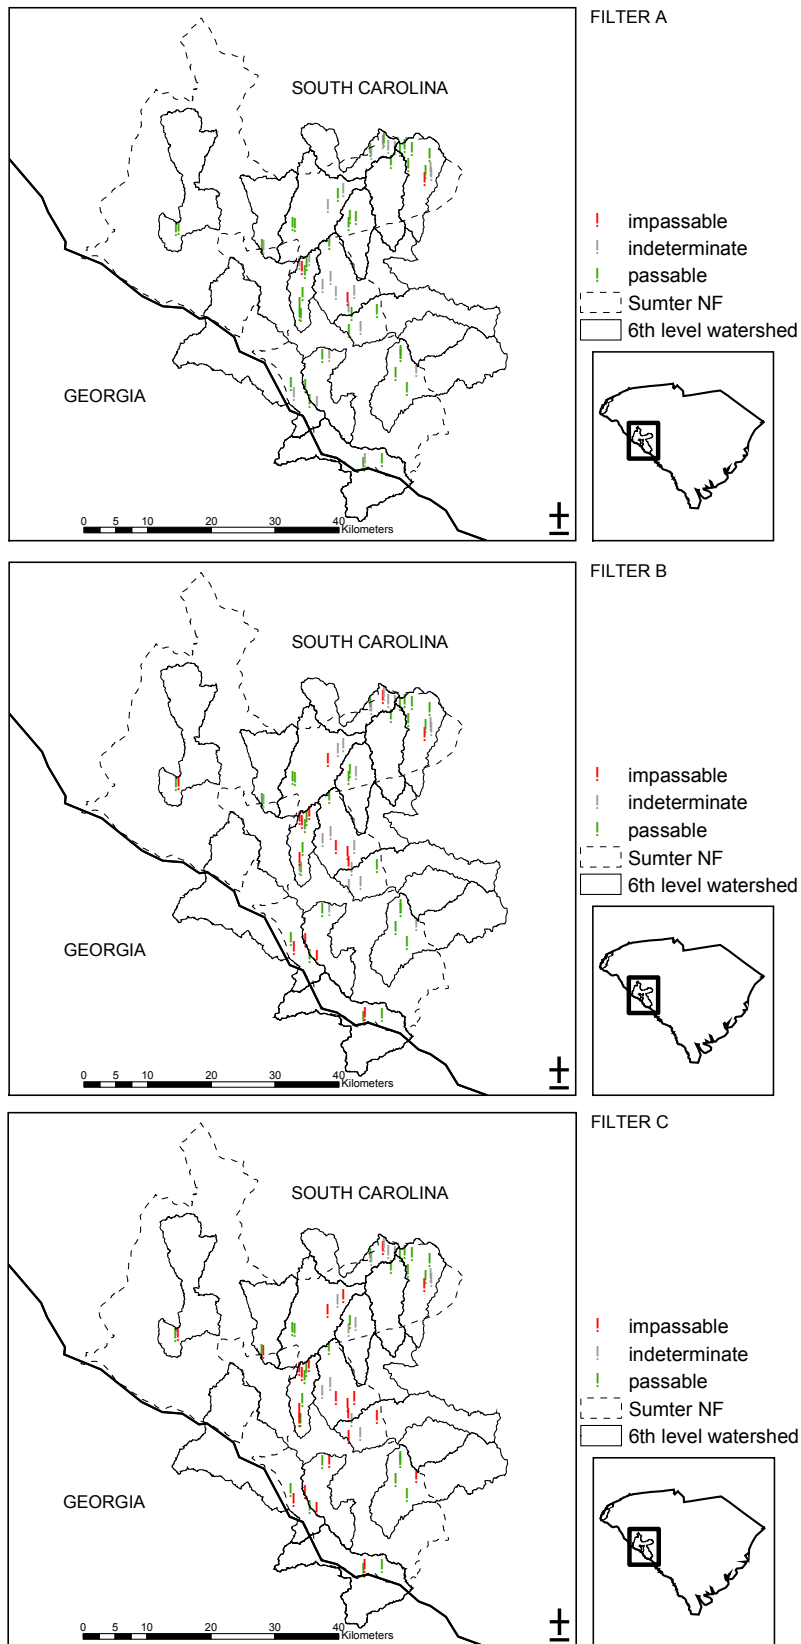 FILTER A
SOUTH CAROLINA
impassable
indeterminate
passable
Sumter NF
6th level watershed
GEORGIA
0 5 10 20 30 40
Kilometers
FILTER B
SOUTH CAROLINA
impassable
indeterminate
passable
Sumter NF
6th level watershed
GEORGIA
0 5 10 20 30 40
Kilometers
FILTER C
SOUTH CAROLINA
impassable
indeterminate
passable
Sumter NF
6th level watershed
GEORGIA
0 5 10 20 30 40
Kilometers